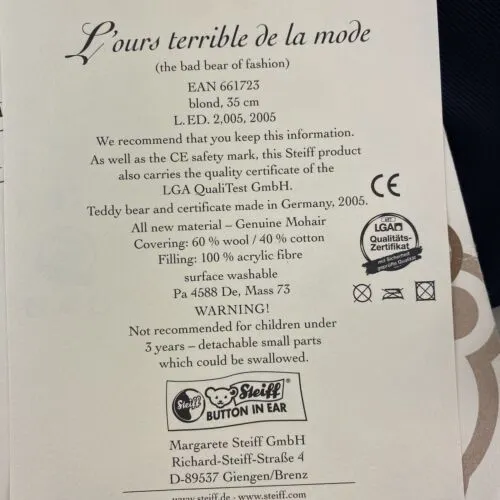 L'ours terrible de la mode
(the bad bear of fashion)
EAN 661723
blond, 35 cm
L.ED. 2,005, 2005
We recommend that you keep this information.
As well as the CE safety mark, this Steiff product
also carries the quality certificate of the
LGA QualiTest GmbH.
CE
Teddy bear and certificate made in Germany, 2005.
All new material – Genuine Mohair
Covering: 60 % wool / 40 % cotton
Filling: 100 % acrylic fibre
surface washable
Pa 4588 De, Mass 73
LGA
Qualitäts-
Zertifikat
mit Sicherheit
geprüfte Qualität
WARNING!
Not recommended for children under
3 years – detachable small parts
which could be swallowed.
Steiff
Steiff®
BUTTON IN EAR
Margarete Steiff GmbH
Richard-Steiff-Straße 4
D-89537 Giengen/Brenz
www.steiff.de · www.steiff.com